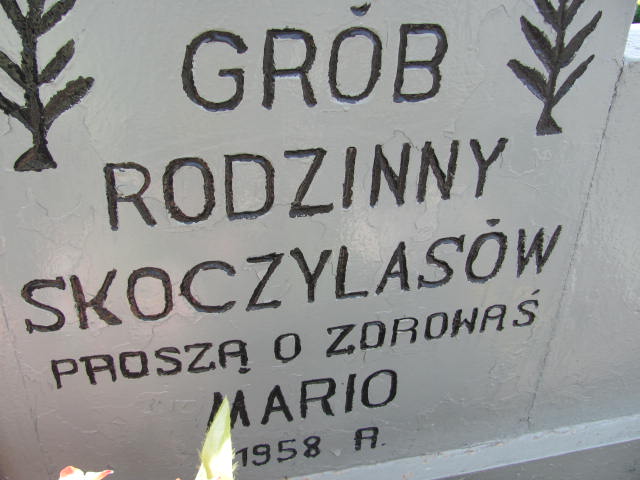 GRÓB
RODZINNY
SKOCZYLASÓW
PROSZĄ O ZDROWAŚ
MARIO
1958 R.